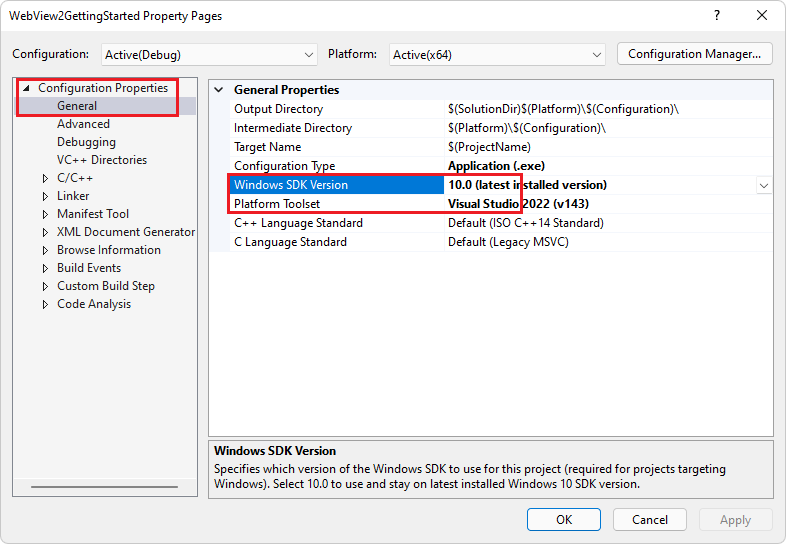 WebView2GettingStarted Property Pages
?
Configuration: Active(Debug) Platform: Active(x64) Configuration Manager...
Configuration Properties
General
Advanced
Debugging
VC++ Directories
C/C++
Linker
Manifest Tool
XML Document Generator
Browse Information
Build Events
Custom Build Step
Code Analysis
General Properties
Output Directory $(SolutionDir)$(Platform)\$(Configuration)\
Intermediate Directory $(Platform)\$(Configuration)\
Target Name $(ProjectName)
Configuration Type Application (.exe)
Windows SDK Version 10.0 (latest installed version)
Platform Toolset Visual Studio 2022 (v143)
C++ Language Standard Default (ISO C++14 Standard)
C Language Standard Default (Legacy MSVC)
Windows SDK Version
Specifies which version of the Windows SDK to use for this project (required for projects targeting
Windows). Select 10.0 to use and stay on latest installed Windows 10 SDK version.
OK Cancel Apply